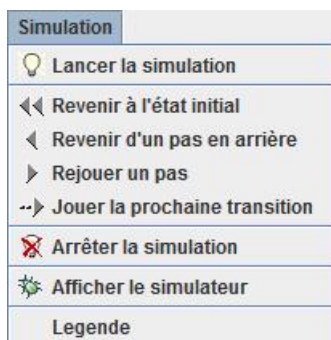 Simulation
Lancer la simulation
Revenir à l'état initial
Revenir d'un pas en arrière
Rejouer un pas
Jouer la prochaine transition
Arrêter la simulation
Afficher le simulateur
Legende